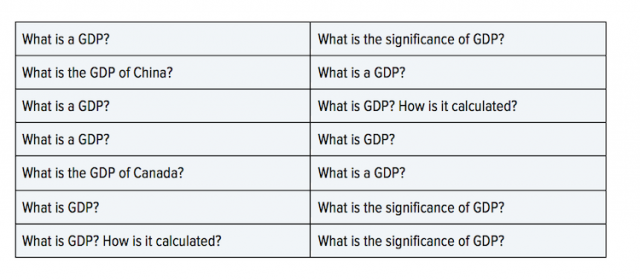 What is a GDP? What is the significance of GDP?
What is the GDP of China? What is a GDP?
What is a GDP? What is GDP? How is it calculated?
What is a GDP? What is GDP?
What is the GDP of Canada? What is a GDP?
What is GDP? What is the significance of GDP?
What is GDP? How is it calculated? What is the significance of GDP?